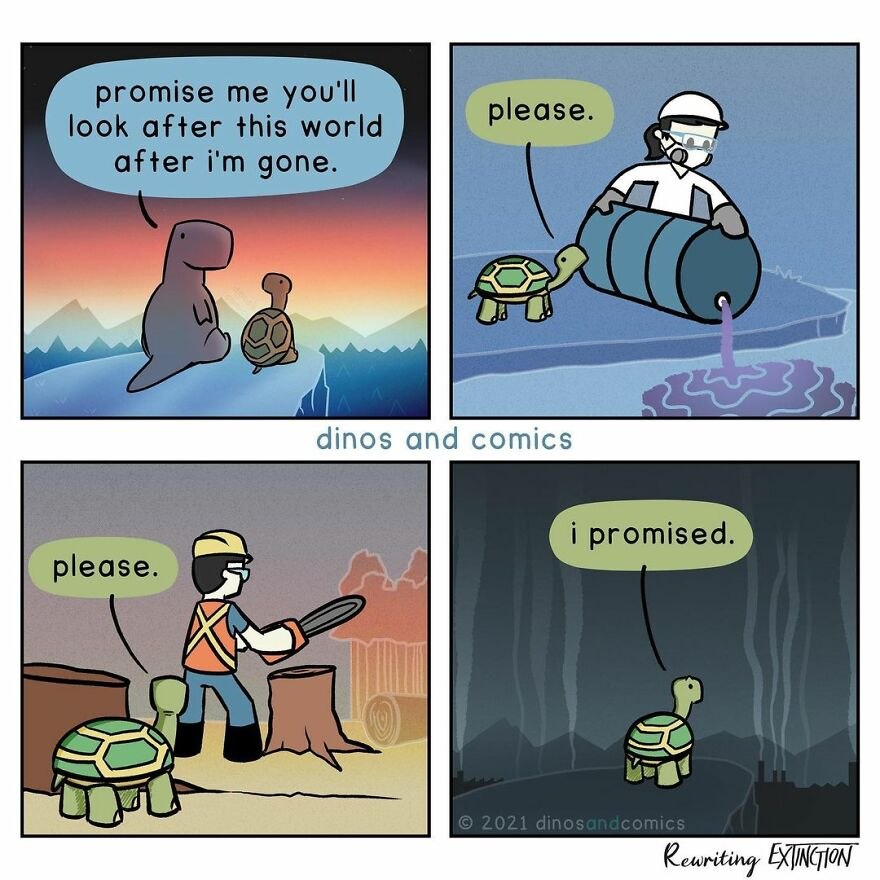 promise me you'll
look after this world
after i'm gone.
please.
dinos and comics
please.
i promised.
© 2021 dinosandcomics
Rewriting EXTINCTION